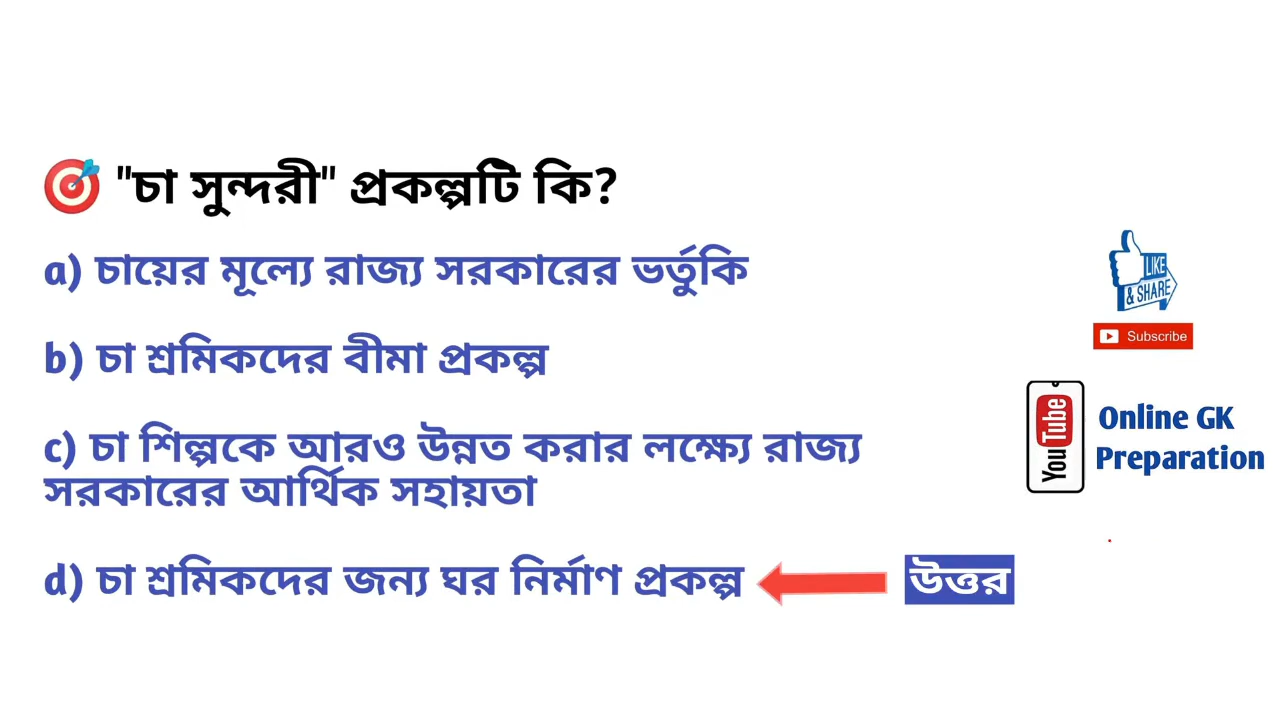 "চা সুন্দরী" প্রকল্পটি কি?
a) চায়ের মূল্যে রাজ্য সরকারের ভর্তুকি
b) চা শ্রমিকদের বীমা প্রকল্প
c) চা শিল্পকে আরও উন্নত করার লক্ষ্যে রাজ্য
সরকারের আর্থিক সহায়তা
d) চা শ্রমিকদের জন্য ঘর নির্মাণ প্রকল্প
উত্তর
LIKE
& SHARE
Subscribe
YouTube
Online GK
Preparation